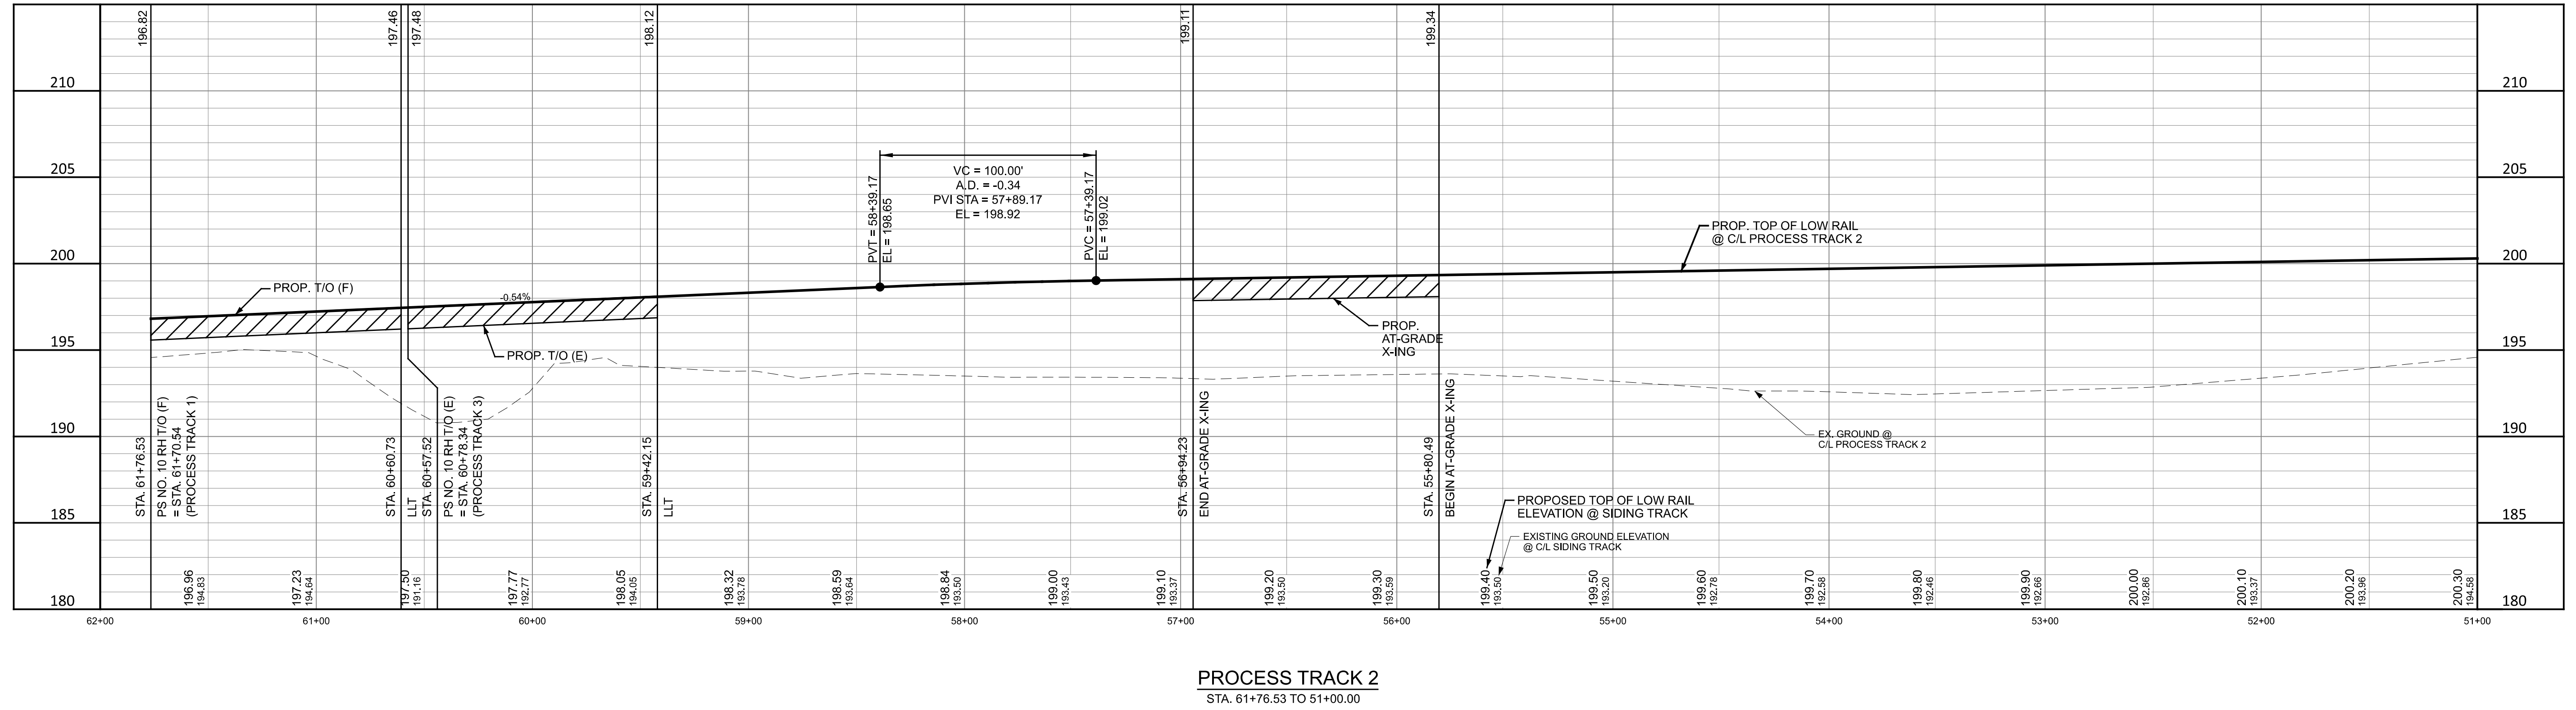 196.82
197.46
197.48
198.12
199.11
199.34
210
205
200
195
190
185
180
210
205
200
195
190
185
180
PROP. T/O (F)
-0.54%
PROP. T/O (E)
PVT = 58+39.17
EL = 198.65
VC = 100.00'
A.D. = -0.34
PVI STA = 57+89.17
EL = 198.92
PVC = 57+39.17
EL = 199.02
PROP.
AT-GRADE
X-ING
PROP. TOP OF LOW RAIL
@ C/L PROCESS TRACK 2
EX. GROUND @
C/L PROCESS TRACK 2
STA. 61+76.53
PS NO. 10 RH T/O (F)
= STA. 61+70.54
(PROCESS TRACK 1)
STA. 60+60.73
LLT
STA. 60+57.52
PS NO. 10 RH T/O (E)
= STA. 60+78.34
(PROCESS TRACK 3)
STA. 59+42.15
LLT
STA. 56+94.23
END AT-GRADE X-ING
STA. 55+80.49
BEGIN AT-GRADE X-ING
PROPOSED TOP OF LOW RAIL
ELEVATION @ SIDING TRACK
EXISTING GROUND ELEVATION
@ C/L SIDING TRACK
196.96
194.83
197.23
194.64
197.50
191.16
197.77
192.77
198.05
194.05
198.32
193.78
198.59
193.64
198.84
193.50
199.00
193.43
199.10
193.37
199.20
193.50
199.30
193.59
199.40
193.50
199.50
193.20
199.60
192.78
199.70
192.58
199.80
192.46
199.90
192.66
200.00
192.86
200.10
193.37
200.20
193.96
200.30
194.58
62+00
61+00
60+00
59+00
58+00
57+00
56+00
55+00
54+00
53+00
52+00
51+00
PROCESS TRACK 2
STA. 61+76.53 TO 51+00.00